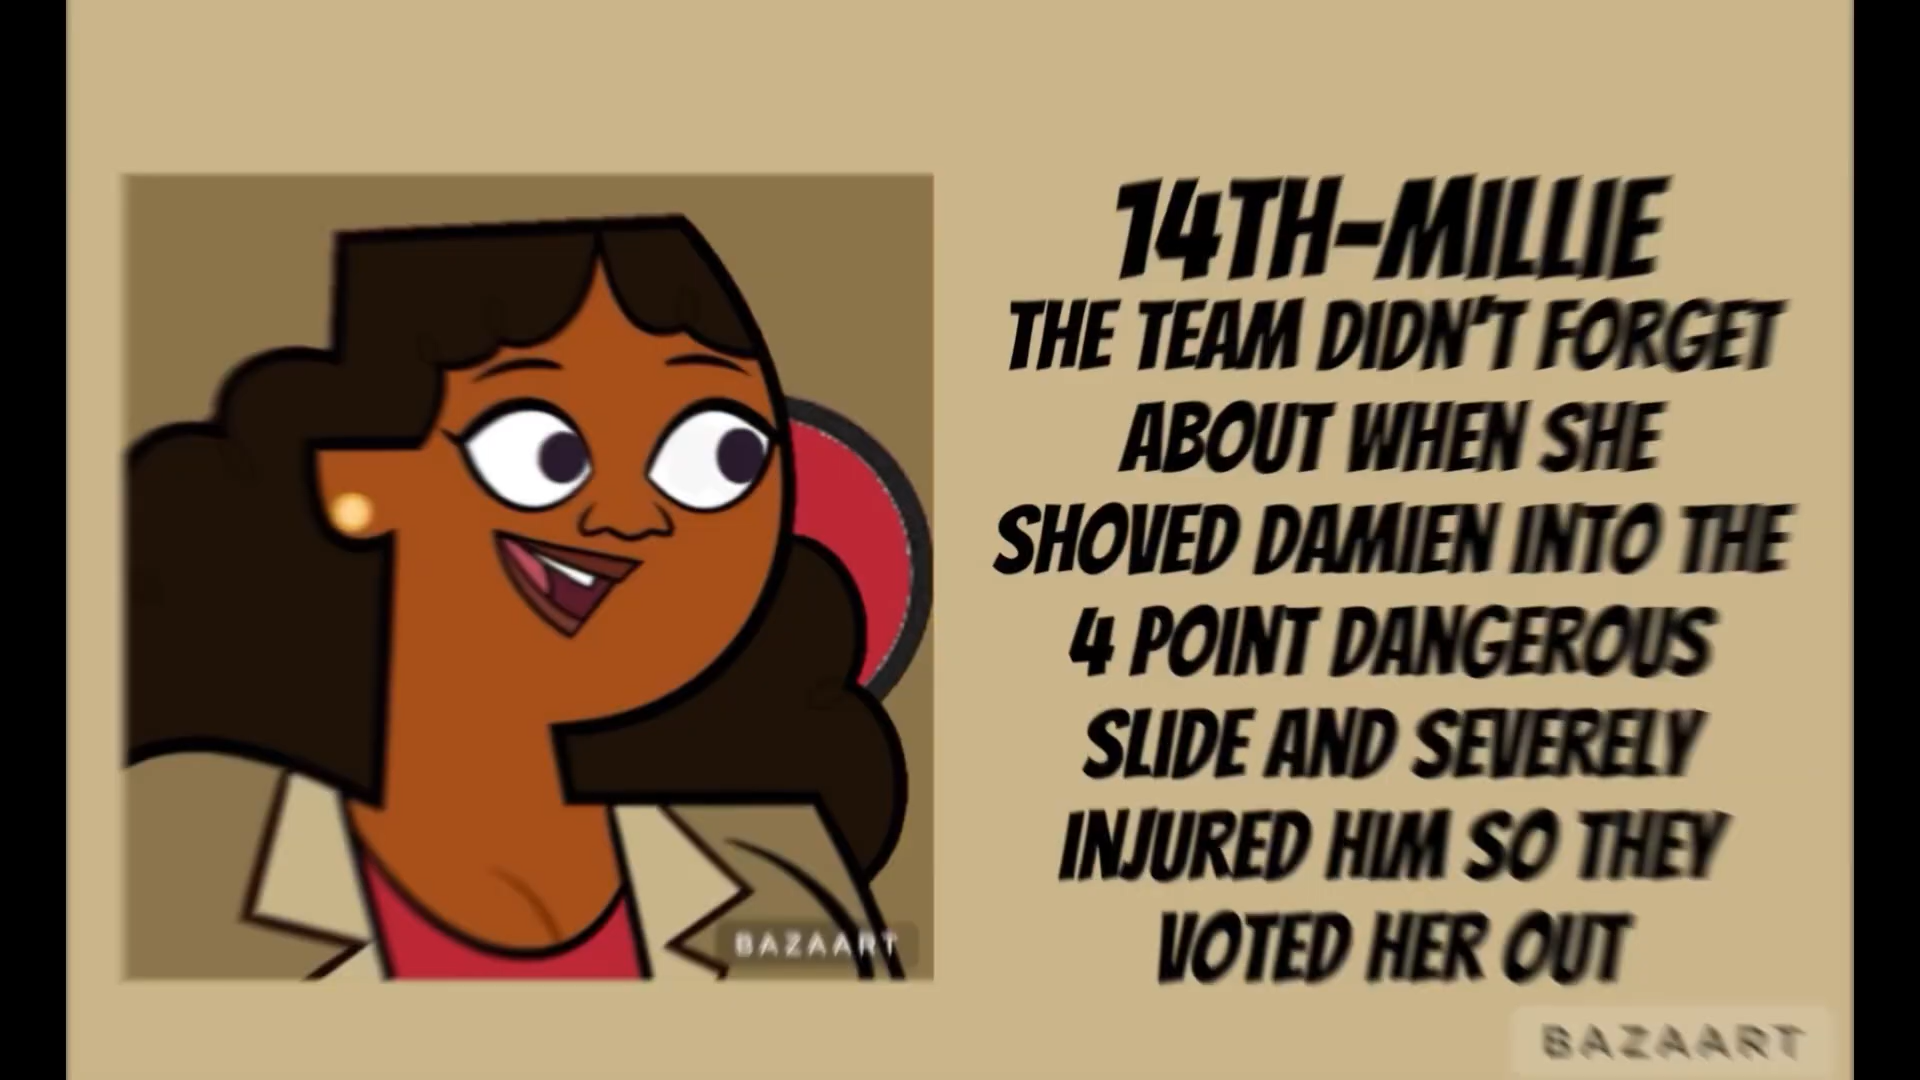 14TH-MILLIE
THE TEAM DIDN'T FORGET
ABOUT WHEN SHE
SHOVED DAMIEN INTO THE
4 POINT DANGEROUS
SLIDE AND SEVERELY
INJURED HIM SO THEY
VOTED HER OUT
BAZAART
BAZAART